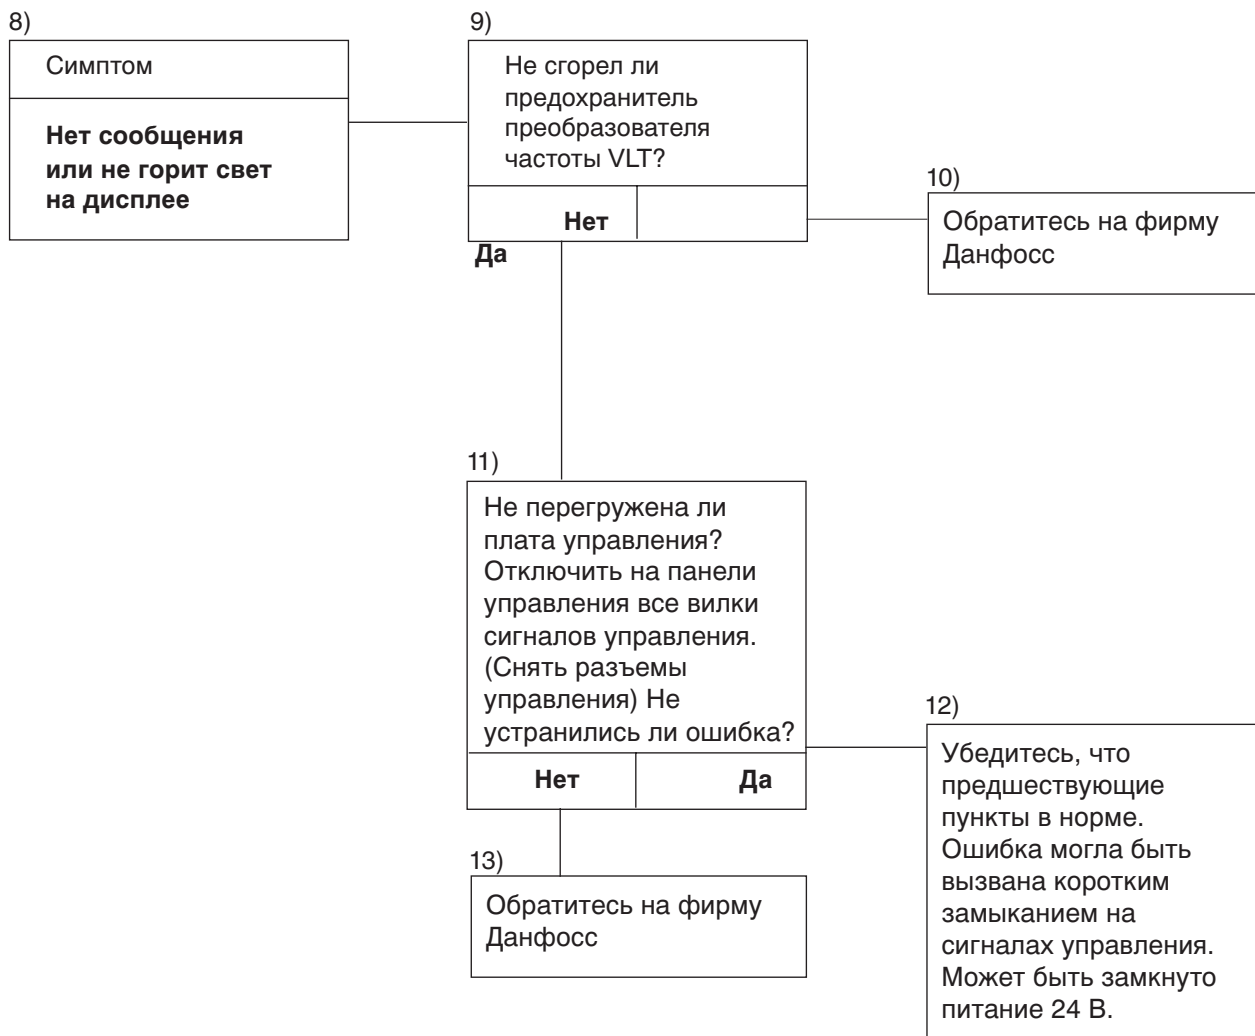 8)
Симптом
Нет сообщения
или не горит свет
на дисплее
9)
Не сгорел ли
предохранитель
преобразователя
частоты VLT?
Нет
Да
10)
Обратитесь на фирму
Данфосс
11)
Не перегружена ли
плата управления?
Отключить на панели
управления все вилки
сигналов управления.
(Снять разъемы
управления) Не
устранились ли ошибка?
Нет
Да
12)
Убедитесь, что
предшествующие
пункты в норме.
Ошибка могла быть
вызвана коротким
замыканием на
сигналах управления.
Может быть замкнуто
питание 24 В.
13)
Обратитесь на фирму
Данфосс